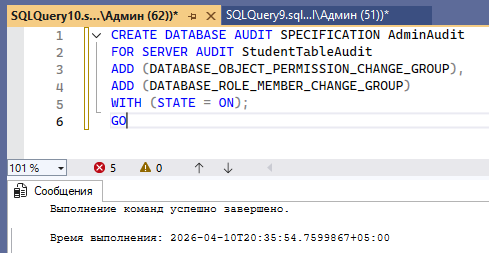 SQLQuery10.s...\Админ (62))*
SQLQuery9.sql...l\Админ (51))*
1 CREATE DATABASE AUDIT SPECIFICATION AdminAudit
2 FOR SERVER AUDIT StudentTableAudit
3 ADD (DATABASE_OBJECT_PERMISSION_CHANGE_GROUP),
4 ADD (DATABASE_ROLE_MEMBER_CHANGE_GROUP)
5 WITH (STATE = ON);
6 GO
101 % 5 0
Сообщения
Выполнение команд успешно завершено.
Время выполнения: 2026-04-10T20:35:54.7599867+05:00